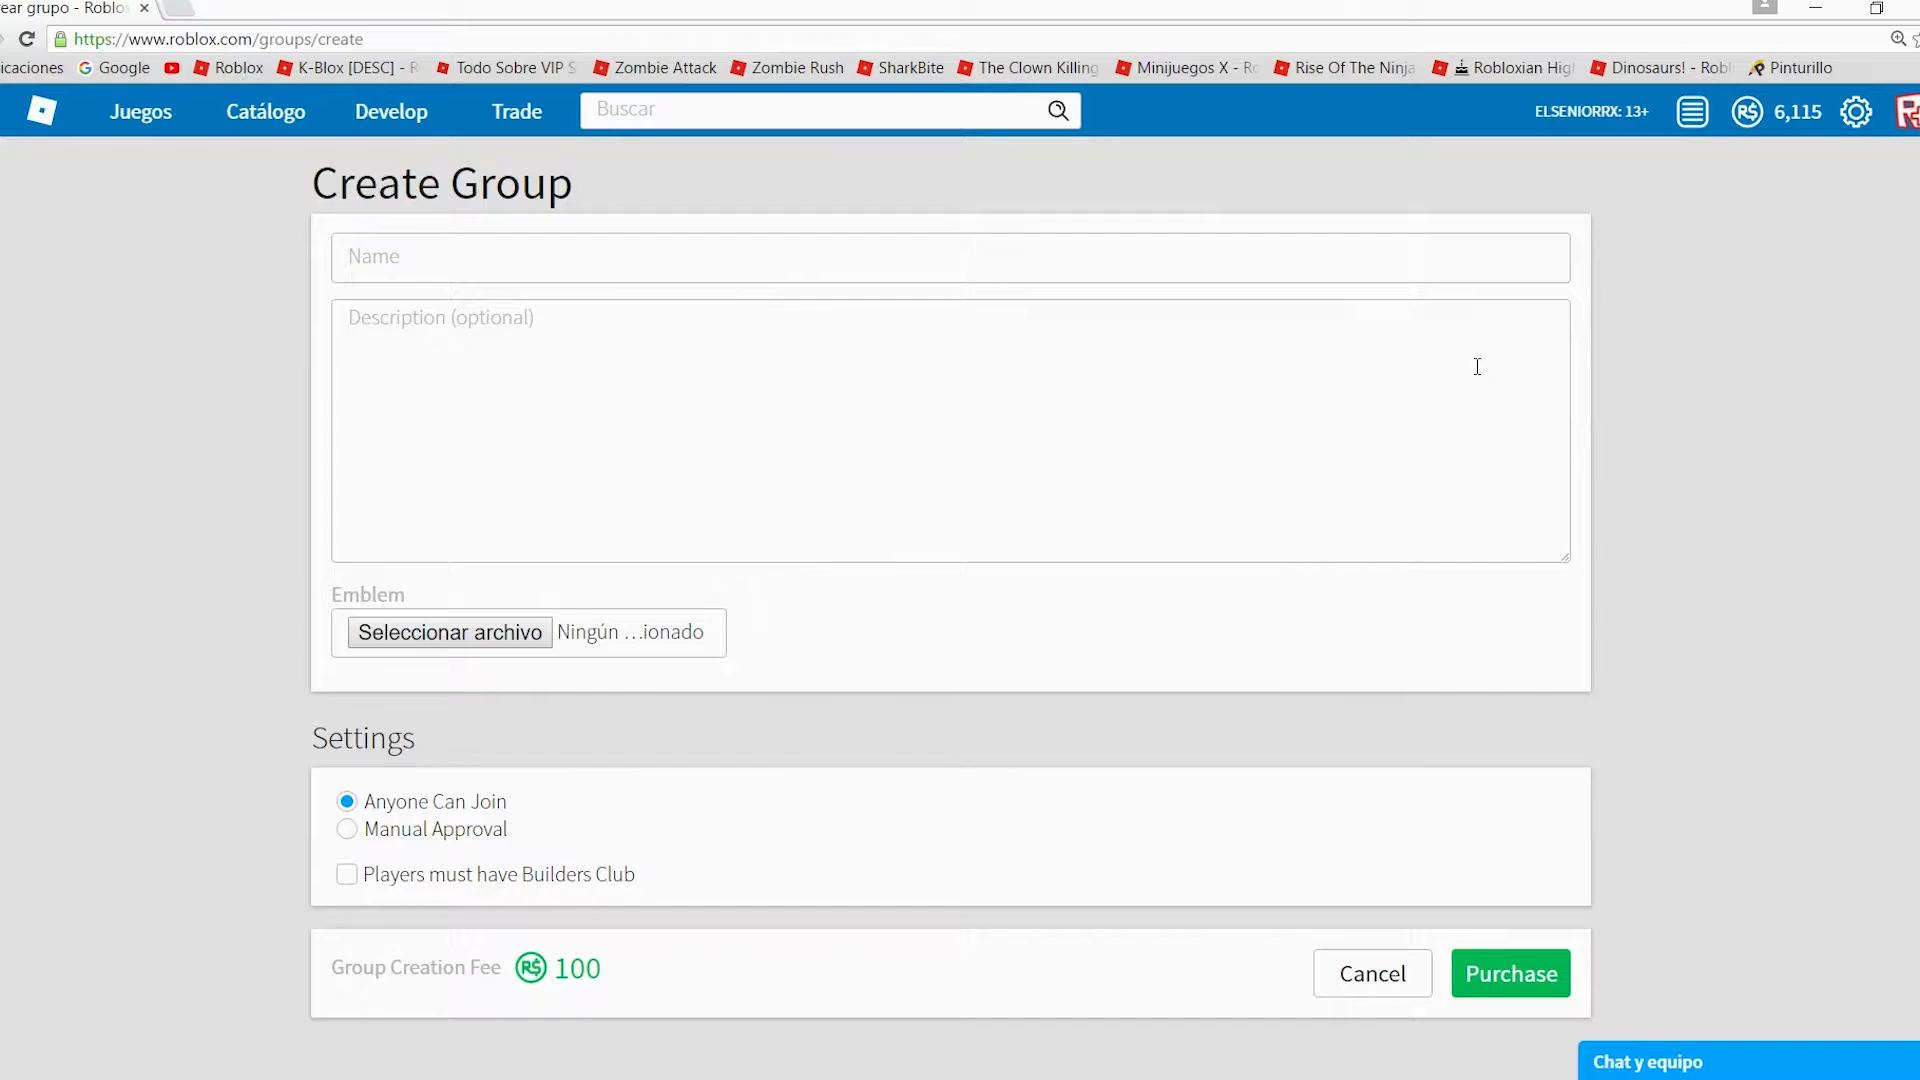 ear grupo - Roblo
https://www.roblox.com/groups/create
icaciones Google Roblox K-Blox [DESC] - R Todo Sobre VIP S Zombie Attack Zombie Rush SharkBite The Clown Killing Minijuegos X - Ro Rise Of The Ninja Robloxian Hig Dinosaurs! - Robl Pinturillo
Juegos Catálogo Develop Trade Buscar ELSENIORRX: 13+ R$ 6,115
Create Group
Name
Description (optional)
Emblem
Seleccionar archivo Ningún ...ionado
Settings
Anyone Can Join
Manual Approval
Players must have Builders Club
Group Creation Fee R$ 100 Cancel Purchase
Chat y equipo